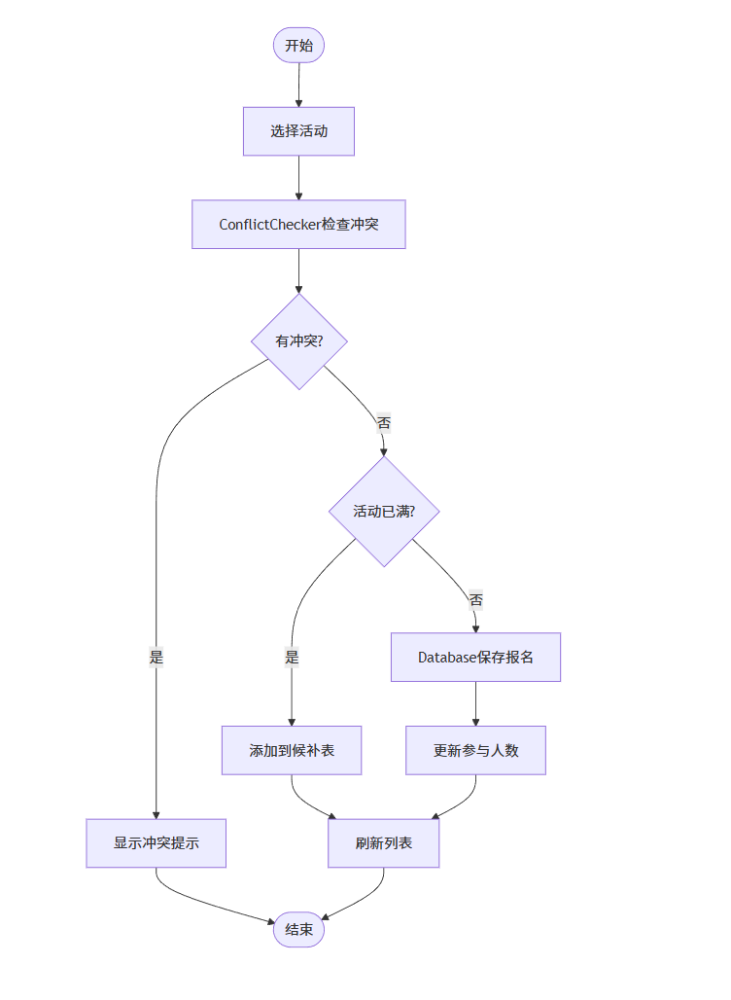 开始
选择活动
ConflictChecker检查冲突
有冲突?
否
活动已满?
否
是
是
Database保存报名
添加到候补表
更新参与人数
显示冲突提示
刷新列表
结束